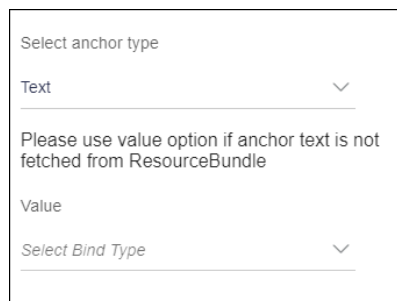 Select anchor type
Text
Please use value option if anchor text is not
fetched from ResourceBundle
Value
Select Bind Type